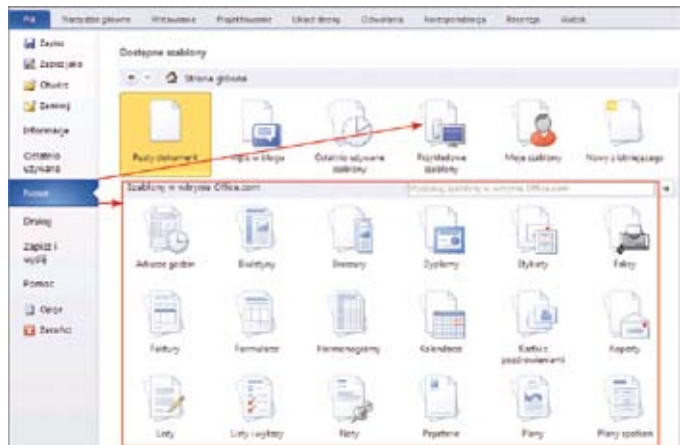 Plik Narzędzia główne Wstawianie Projektowanie Układ strony Odwołania Korespondencja Recenzja Widok
Zapisz
Zapisz jako
Otwórz
Zamknij
Informacje
Ostatnio
używane
Nowe
Drukuj
Zapisz i
wyślij
Pomoc
Opcje
Zakończ
Dostępne szablony
Strona główna
Pusty dokument Wpis w blogu Ostatnio używane szablony Przykładowe szablony Moje szablony Nowy z istniejącego
Szablony w witrynie Office.com Wyszukaj szablony w witrynie Office.com
Arkusze godzin Biuletyny Broszury Dyplomy Etykiety Faksy
Faktury Formularze Harmonogramy Kalendarze Kartki z pozdrowieniami Koperty
Listy Listy i wykazy Noty Papeterie Plany Plany spotkań